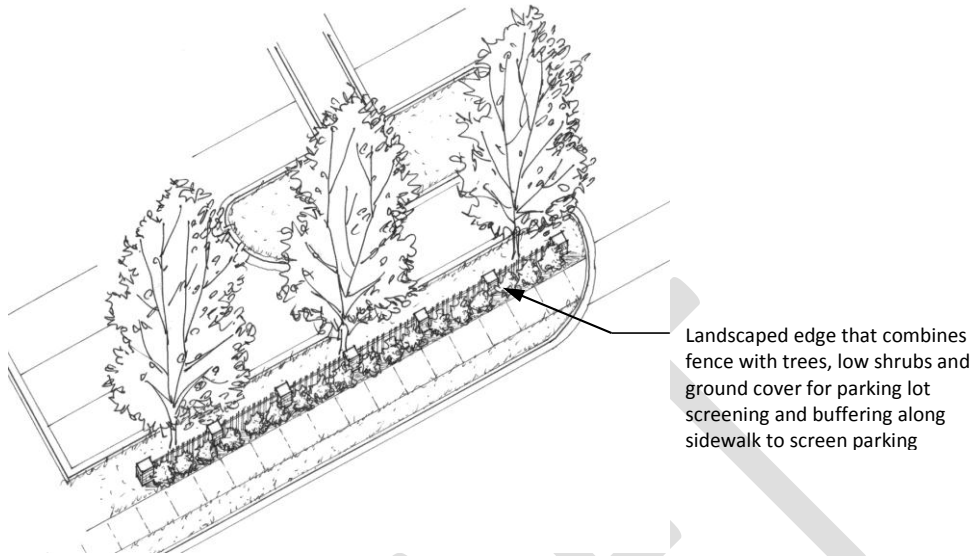 Landscaped edge that combines
fence with trees, low shrubs and
ground cover for parking lot
screening and buffering along
sidewalk to screen parking